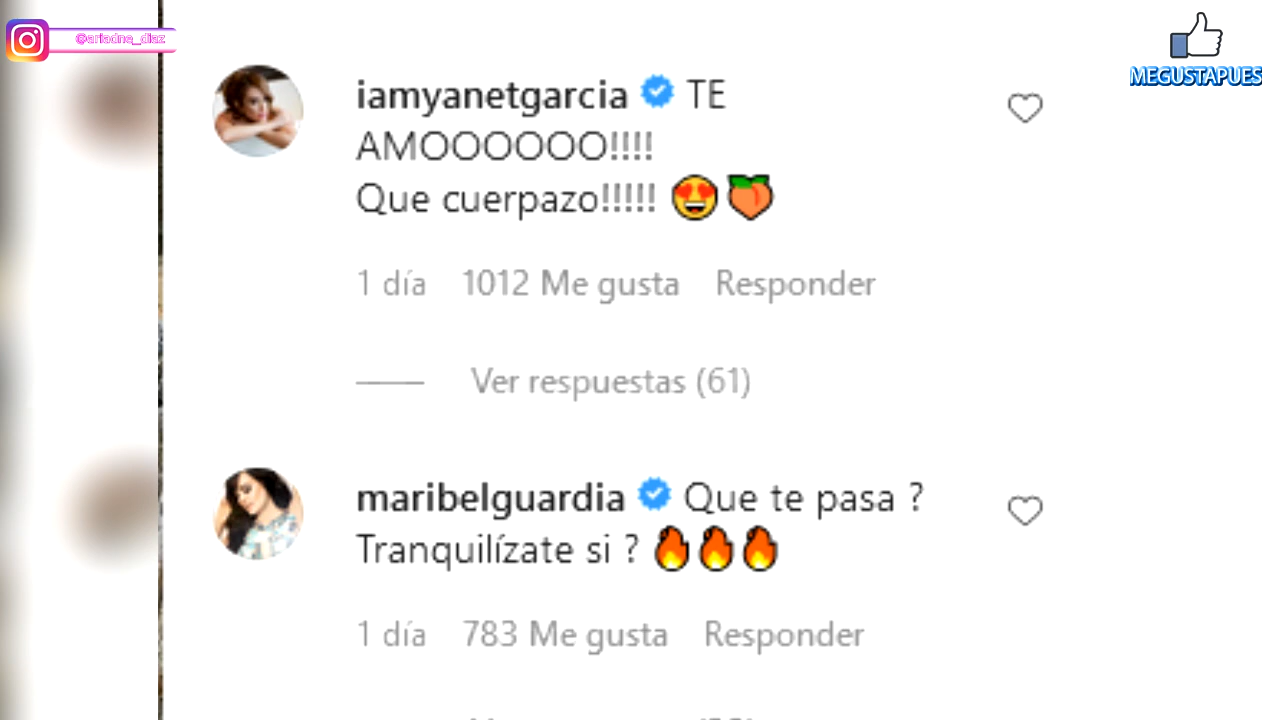 @ariadne_diaz
MEGUSTAPUES
iamyanetgarcia TE
AMOOOOOO!!!!
Que cuerpazo!!!!!
1 día 1012 Me gusta Responder
Ver respuestas (61)
maribelguardia Que te pasa ?
Tranquilízate si ?
1 día 783 Me gusta Responder